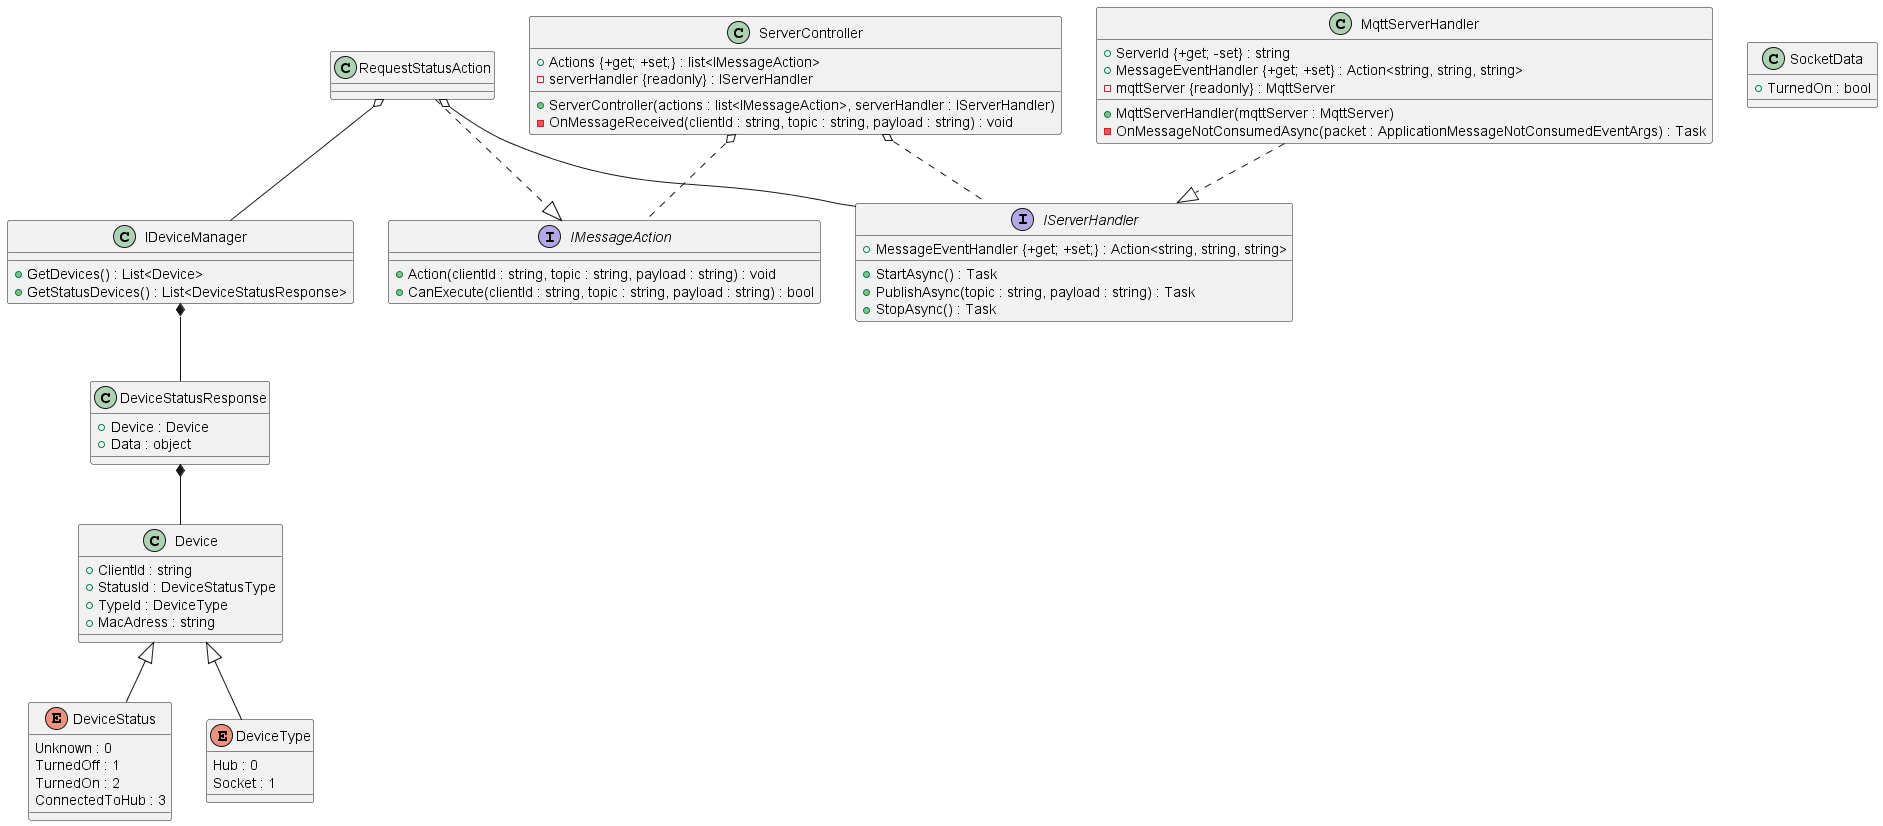 C RequestStatusAction
C ServerController
Actions {+get; +set;} : list<IMessageAction>
serverHandler {readonly} : IServerHandler
ServerController(actions : list<IMessageAction>, serverHandler : IServerHandler)
OnMessageReceived(clientId : string, topic : string, payload : string) : void
C MqttServerHandler
ServerId {+get; -set} : string
MessageEventHandler {+get; +set} : Action<string, string, string>
mqttServer {readonly} : MqttServer
MqttServerHandler(mqttServer : MqttServer)
OnMessageNotConsumedAsync(packet : ApplicationMessageNotConsumedEventArgs) : Task
C SocketData
TurnedOn : bool
C IDeviceManager
GetDevices() : List<Device>
GetStatusDevices() : List<DeviceStatusResponse>
I IMessageAction
Action(clientId : string, topic : string, payload : string) : void
CanExecute(clientId : string, topic : string, payload : string) : bool
I IServerHandler
MessageEventHandler {+get; +set;} : Action<string, string, string>
StartAsync() : Task
PublishAsync(topic : string, payload : string) : Task
StopAsync() : Task
C DeviceStatusResponse
Device : Device
Data : object
C Device
ClientId : string
StatusId : DeviceStatusType
TypeId : DeviceType
MacAdress : string
E DeviceStatus
Unknown : 0
TurnedOff : 1
TurnedOn : 2
ConnectedToHub : 3
E DeviceType
Hub : 0
Socket : 1